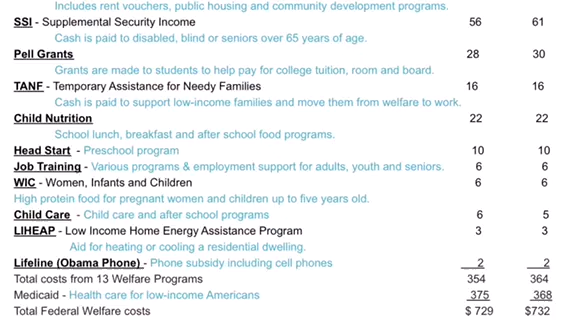 Includes rent vouchers, public housing and community development programs.
SSI - Supplemental Security Income 56 61
Cash is paid to disabled, blind or seniors over 65 years of age.
Pell Grants 28 30
Grants are made to students to help pay for college tuition, room and board.
TANF - Temporary Assistance for Needy Families 16 16
Cash is paid to support low-income families and move them from welfare to work.
Child Nutrition 22 22
School lunch, breakfast and after school food programs.
Head Start - Preschool program 10 10
Job Training - Various programs & employment support for adults, youth and seniors. 6 6
WIC - Women, Infants and Children 6 6
High protein food for pregnant women and children up to five years old.
Child Care - Child care and after school programs 6 5
LIHEAP - Low Income Home Energy Assistance Program 3 3
Aid for heating or cooling a residential dwelling.
Lifeline (Obama Phone) - Phone subsidy including cell phones 2 2
Total costs from 13 Welfare Programs 354 364
Medicaid - Health care for low-income Americans 375 368
Total Federal Welfare costs $ 729 $732